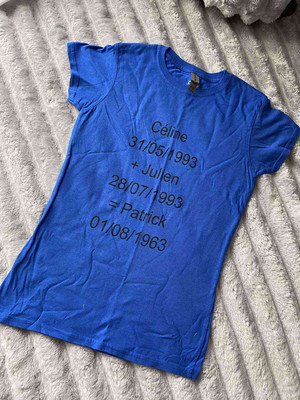 Céline
31/05/1993
+ Julien
28/07/1993
= Patrick
01/08/1963